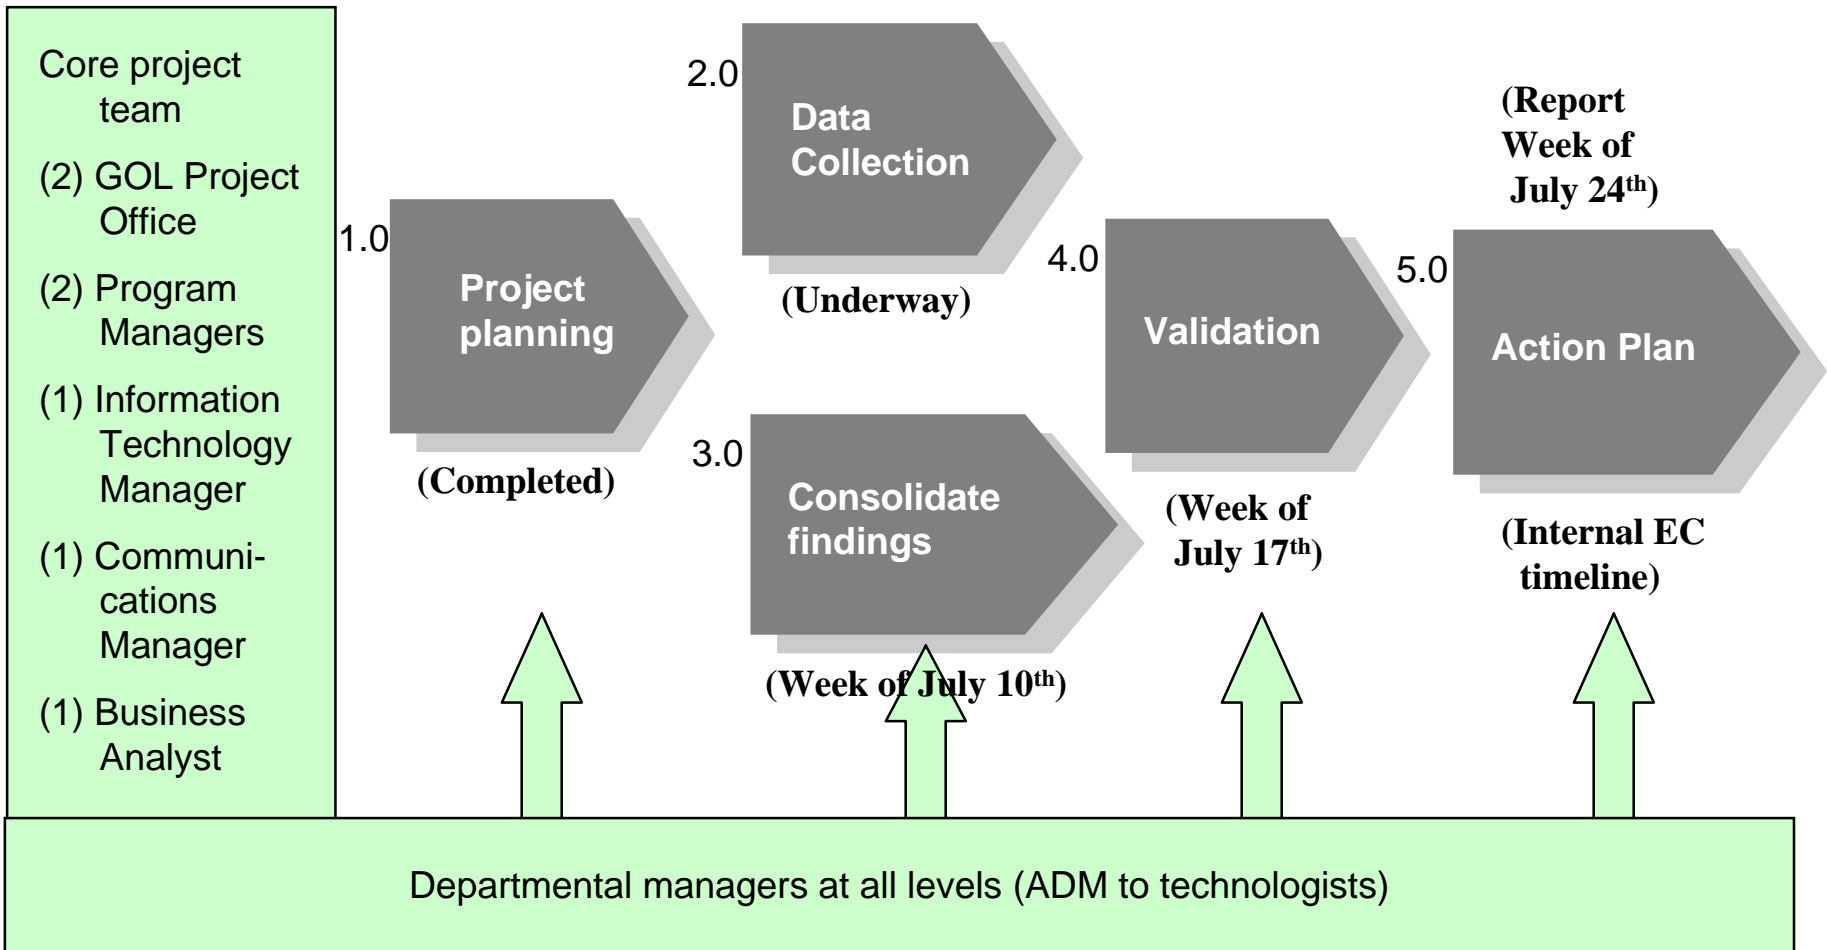 Core project
team
(2) GOL Project
Office
(2) Program
Managers
(1) Information
Technology
Manager
(1) Communi-
cations
Manager
(1) Business
Analyst
1.0
Project
planning
(Completed)
2.0
Data
Collection
(Underway)
3.0
Consolidate
findings
(Week of July 10th)
4.0
Validation
(Week of
July 17th)
(Report
Week of
July 24th)
5.0
Action Plan
(Internal EC
timeline)
Departmental managers at all levels (ADM to technologists)